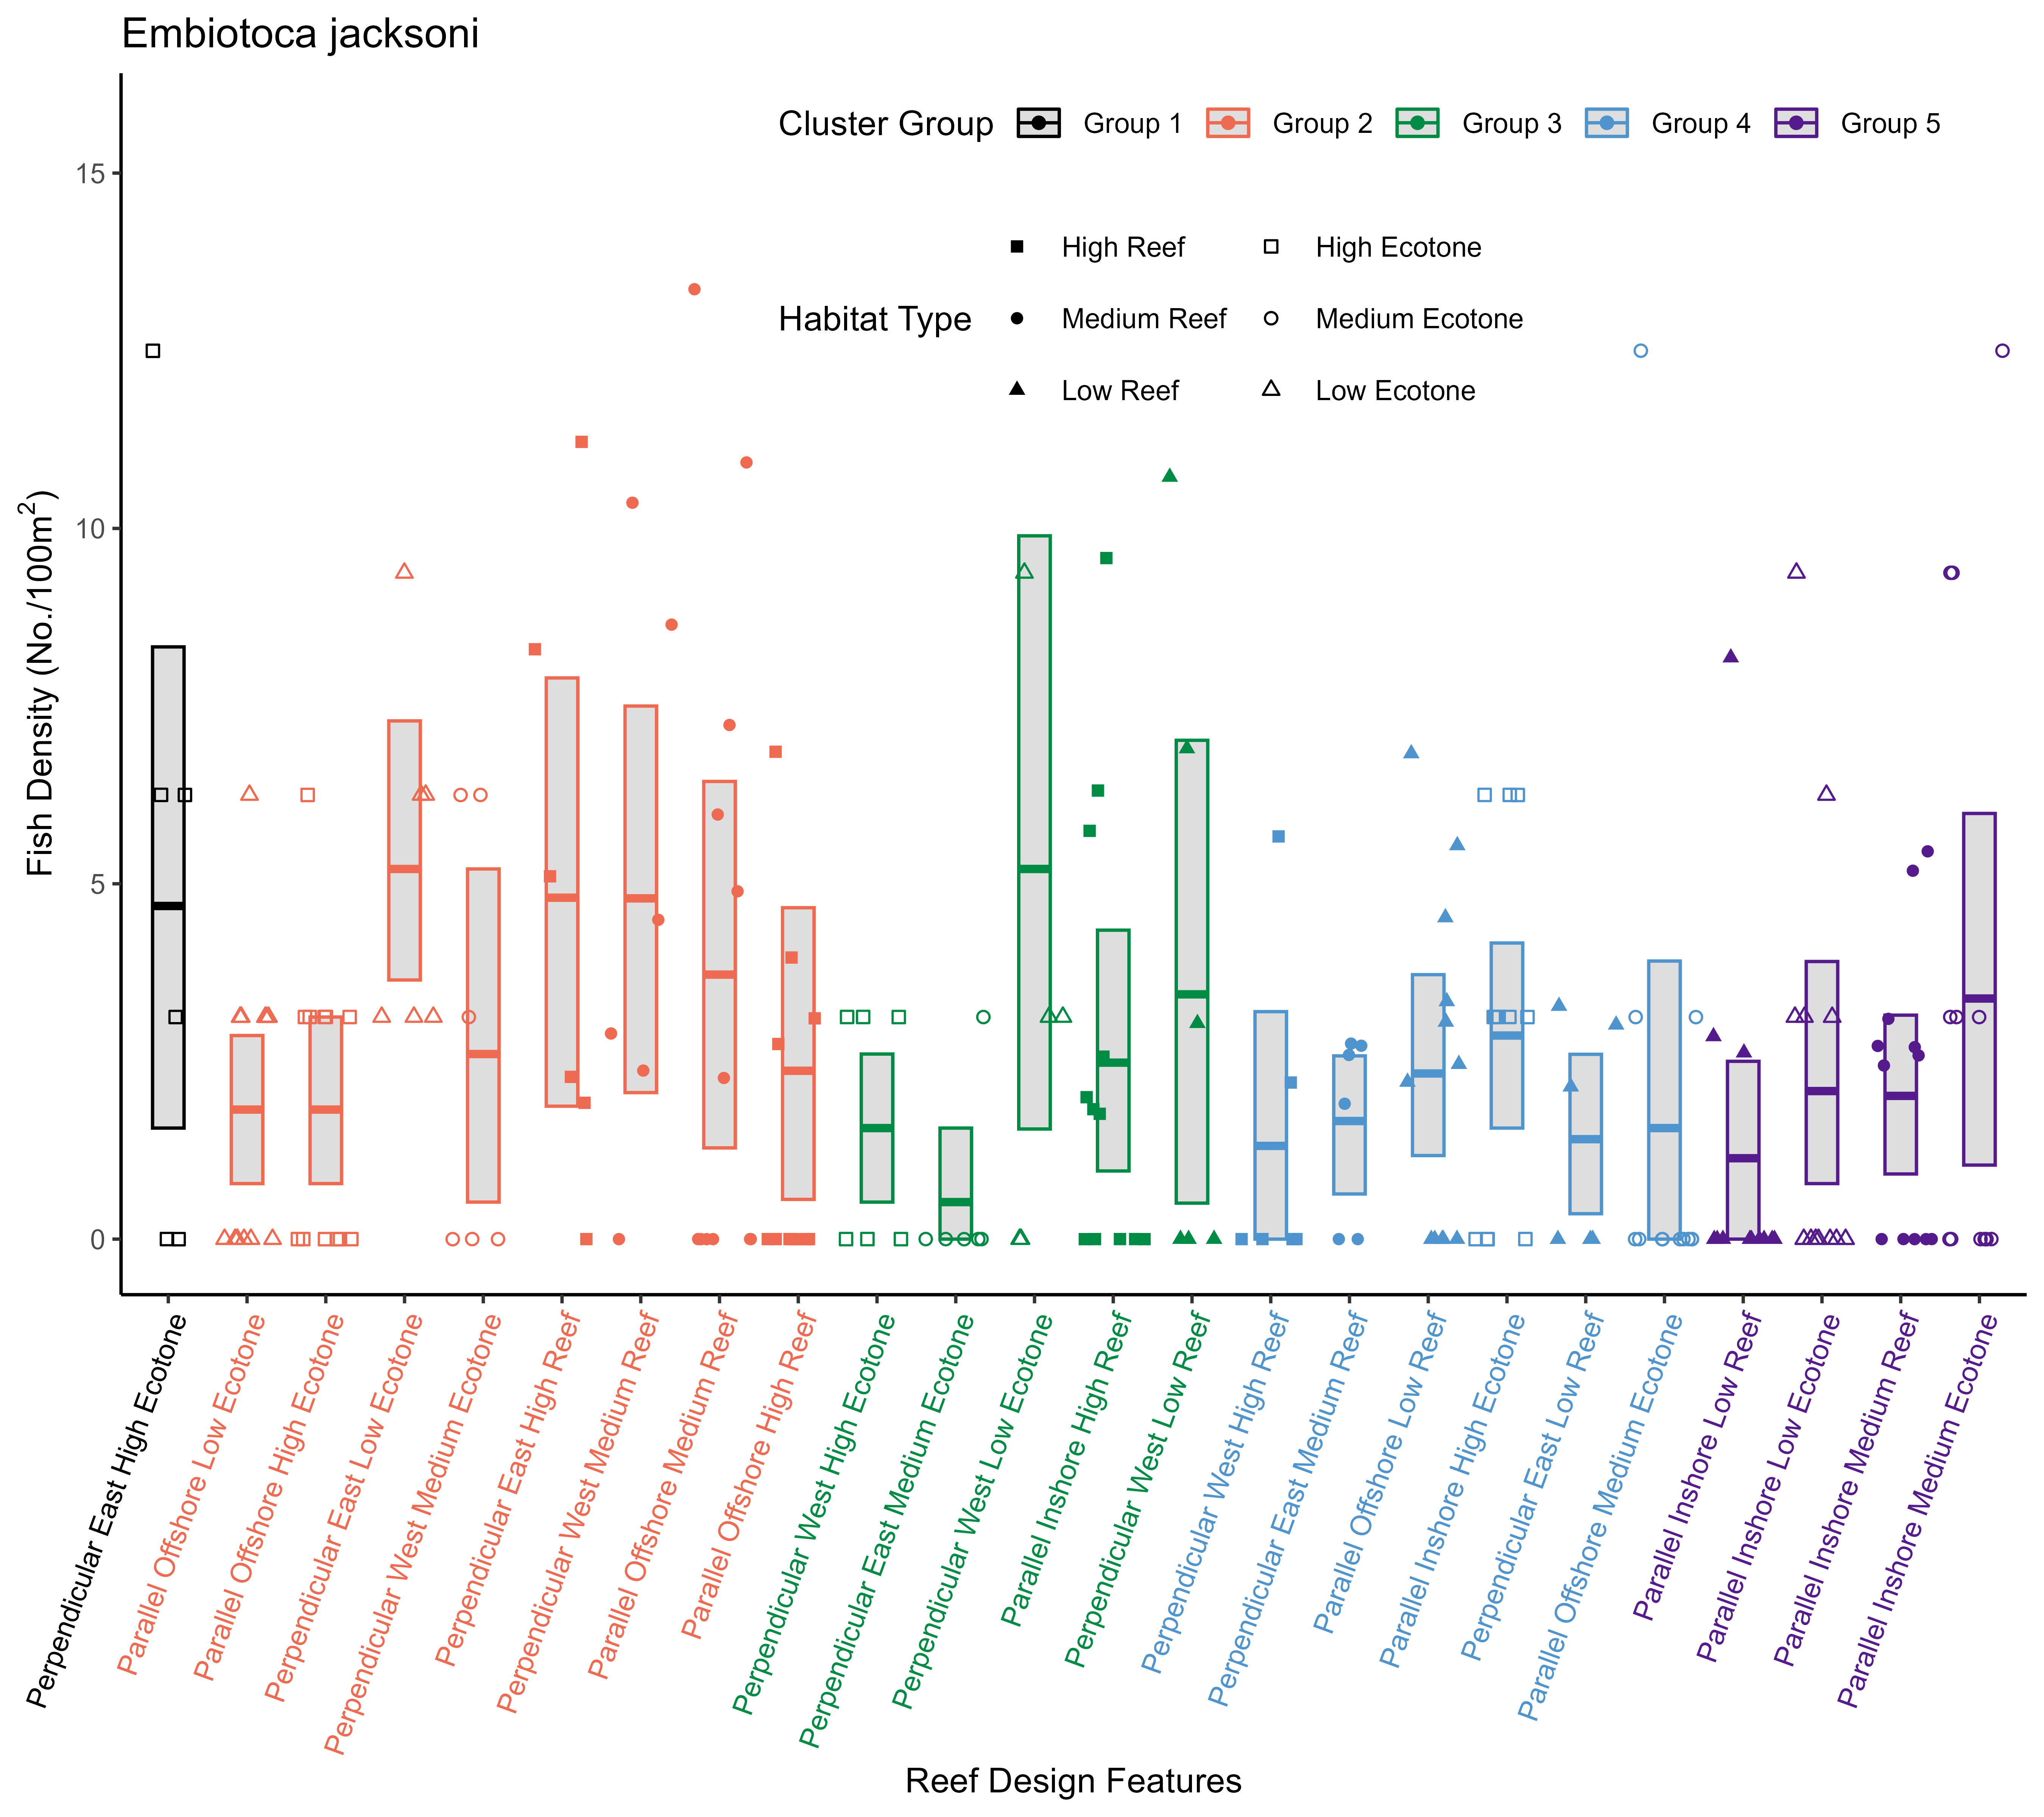 Embiotoca jacksoni
Cluster Group Group 1 Group 2 Group 3 Group 4 Group 5
Habitat Type
High Reef High Ecotone
Medium Reef Medium Ecotone
Low Reef Low Ecotone
Fish Density (No./100m²)
15
10
5
0
Perpendicular East High Ecotone
Parallel Offshore Low Ecotone
Parallel Offshore High Ecotone
Perpendicular East Low Ecotone
Perpendicular West Medium Ecotone
Perpendicular East High Reef
Perpendicular West Medium Reef
Parallel Offshore Medium Reef
Parallel Offshore High Reef
Perpendicular West High Ecotone
Perpendicular East Medium Ecotone
Perpendicular West Low Ecotone
Parallel Inshore High Reef
Perpendicular West Low Reef
Perpendicular West High Reef
Perpendicular East Medium Reef
Parallel Offshore Low Reef
Parallel Inshore High Ecotone
Perpendicular East Low Reef
Parallel Offshore Medium Ecotone
Parallel Inshore Low Reef
Parallel Inshore Low Ecotone
Parallel Inshore Medium Reef
Parallel Inshore Medium Ecotone
Reef Design Features